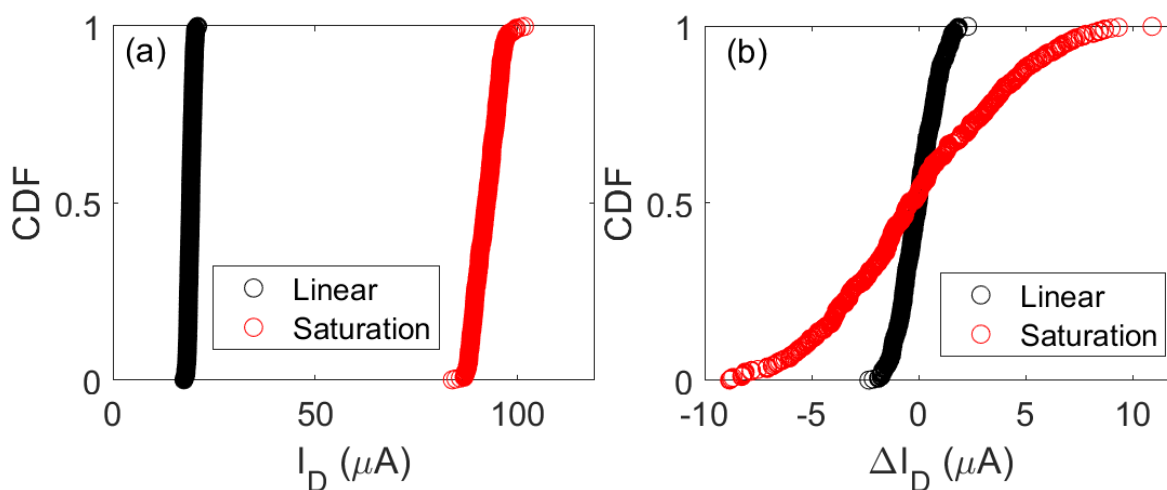 (a)
CDF
1
0.5
0
0
50
100
I_D (μA)
Linear
Saturation
(b)
CDF
1
0.5
0
-10
-5
0
5
10
ΔI_D (μA)
Linear
Saturation